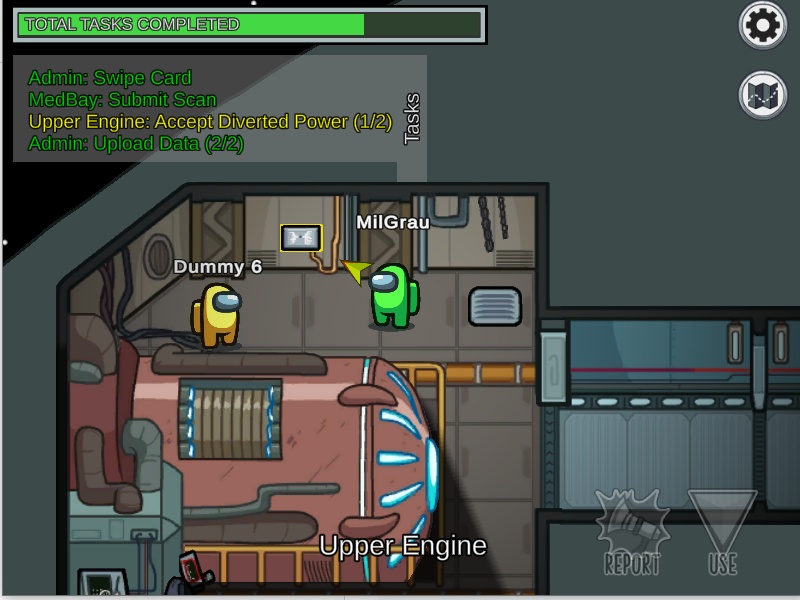 TOTAL TASKS COMPLETED
Admin: Swipe Card
MedBay: Submit Scan
Upper Engine: Accept Diverted Power (1/2)
Admin: Upload Data (2/2)
Tasks
MilGrau
Dummy 6
Upper Engine
REPORT
USE